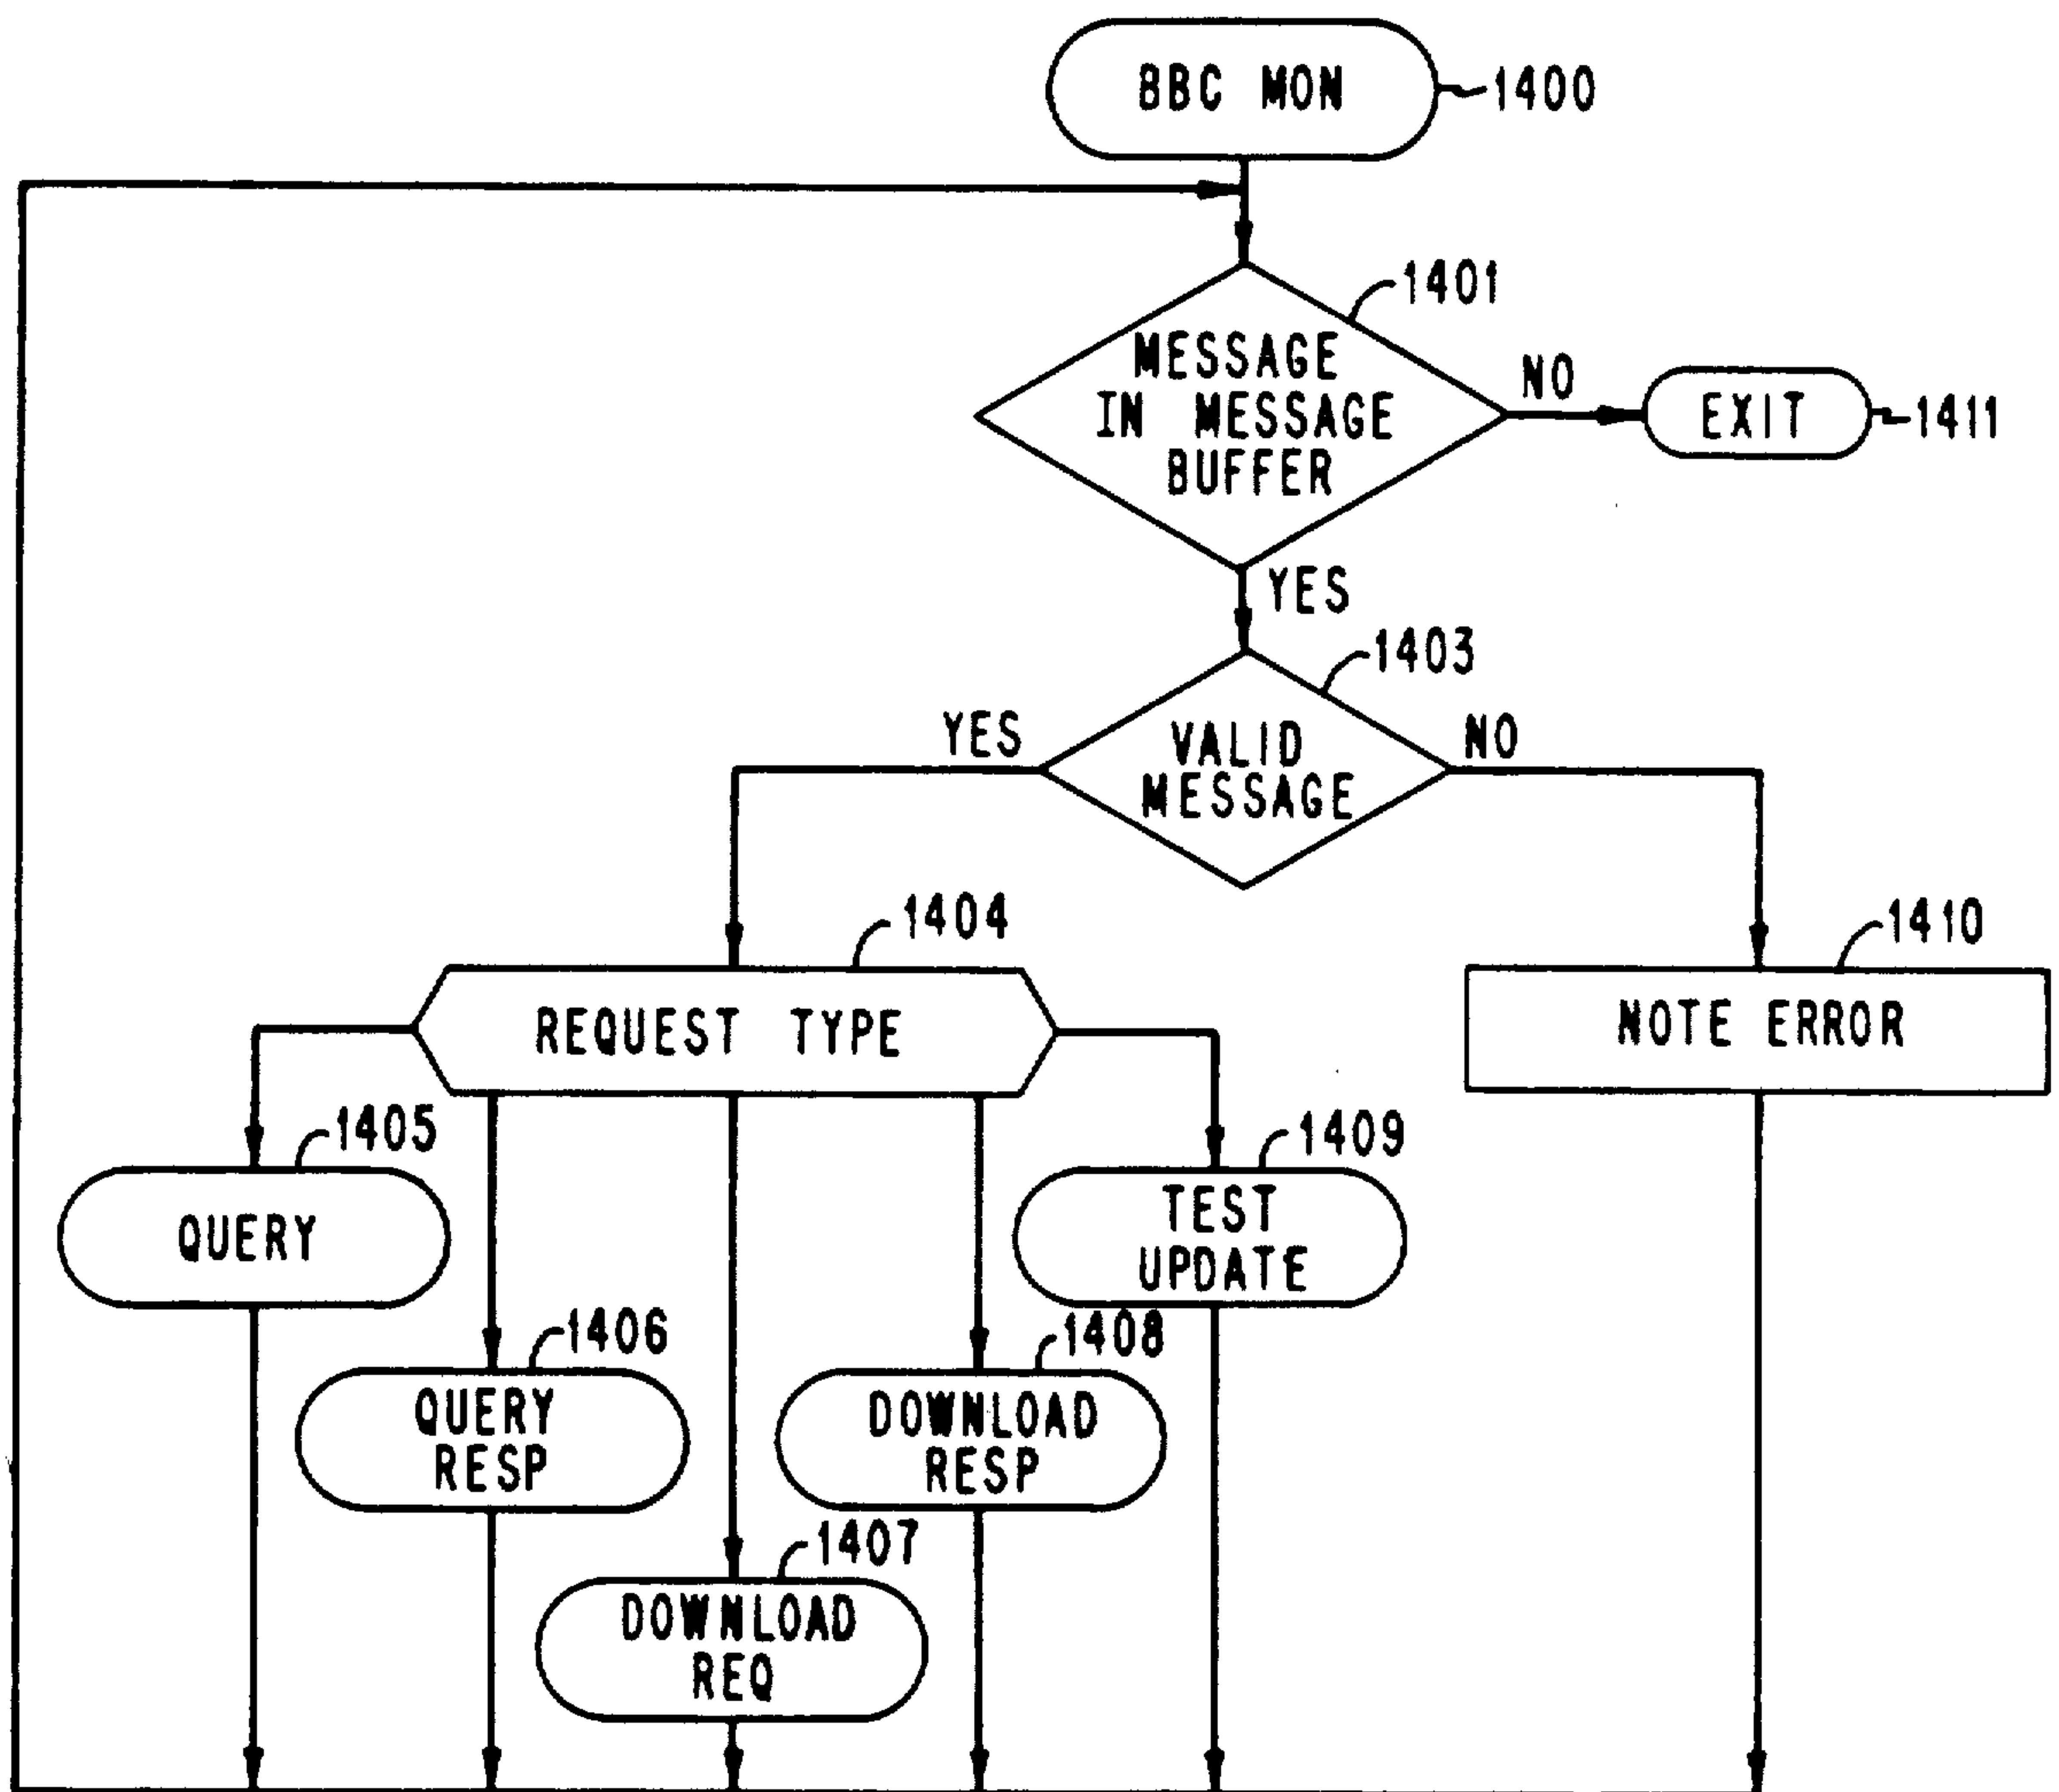 BBC MON
1400
1401
MESSAGE
IN MESSAGE
BUFFER
NO
EXIT
1411
YES
1403
YES
VALID
MESSAGE
NO
1404
REQUEST TYPE
1410
NOTE ERROR
1405
QUERY
1409
TEST
UPDATE
1406
QUERY
RESP
1408
DOWNLOAD
RESP
1407
DOWNLOAD
REQ